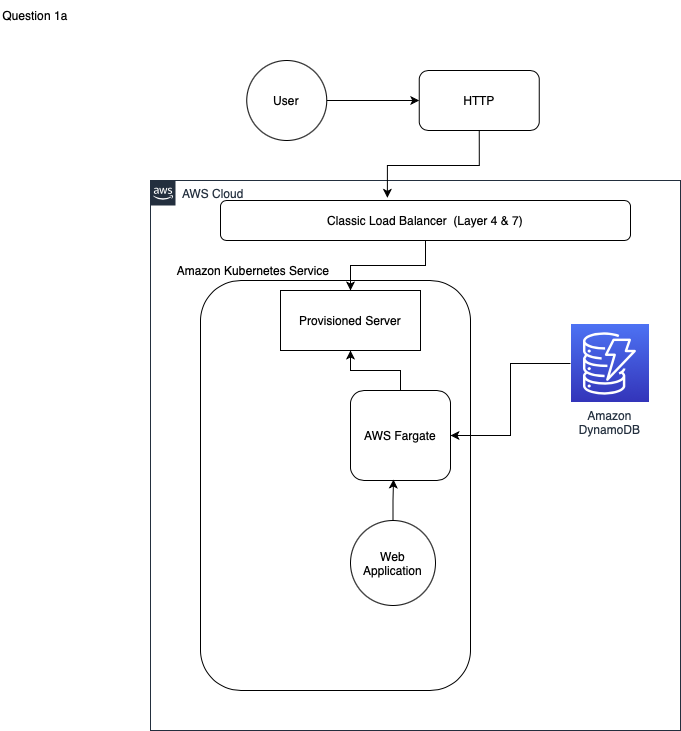 Question 1a
User
HTTP
aws
AWS Cloud
Classic Load Balancer (Layer 4 & 7)
Amazon Kubernetes Service
Provisioned Server
AWS Fargate
Amazon
DynamoDB
Web
Application